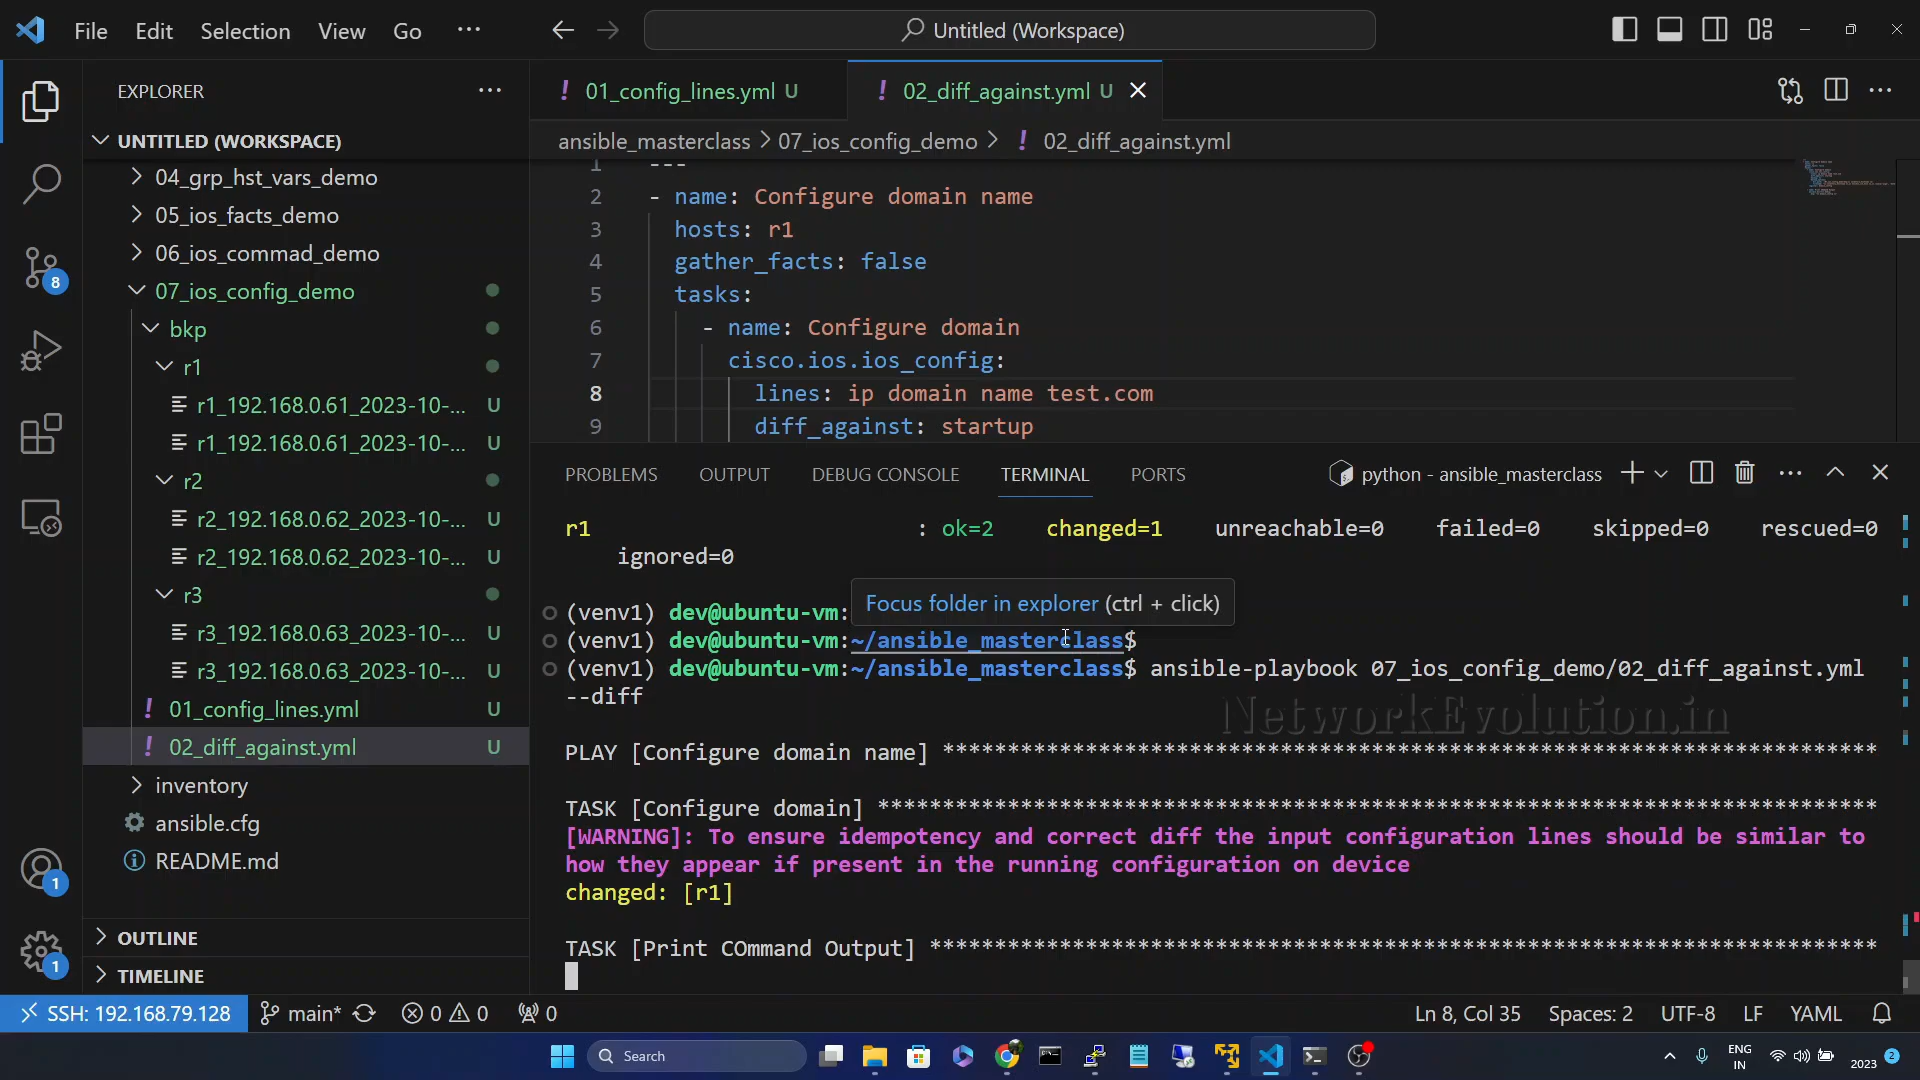 File Edit Selection View Go ···
Untitled (Workspace)
EXPLORER ···
UNTITLED (WORKSPACE)
04_grp_hst_vars_demo
05_ios_facts_demo
06_ios_commad_demo
07_ios_config_demo
bkp
r1
r1_192.168.0.61_2023-10-... U
r1_192.168.0.61_2023-10-... U
r2
r2_192.168.0.62_2023-10-... U
r2_192.168.0.62_2023-10-... U
r3
r3_192.168.0.63_2023-10-... U
r3_192.168.0.63_2023-10-... U
! 01_config_lines.yml U
! 02_diff_against.yml U
inventory
ansible.cfg
README.md
OUTLINE
TIMELINE
8
1
1
! 01_config_lines.yml U ! 02_diff_against.yml U
ansible_masterclass > 07_ios_config_demo > ! 02_diff_against.yml
1 ---
2 - name: Configure domain name
3 hosts: r1
4 gather_facts: false
5 tasks:
6 - name: Configure domain
7 cisco.ios.ios_config:
8 lines: ip domain name test.com
9 diff_against: startup
PROBLEMS OUTPUT DEBUG CONSOLE TERMINAL PORTS python - ansible_masterclass
r1 : ok=2 changed=1 unreachable=0 failed=0 skipped=0 rescued=0
ignored=0
Focus folder in explorer (ctrl + click)
(venv1) dev@ubuntu-vm:
(venv1) dev@ubuntu-vm:~/ansible_masterclass$
(venv1) dev@ubuntu-vm:~/ansible_masterclass$ ansible-playbook 07_ios_config_demo/02_diff_against.yml
--diff
NetworkEvolution.in
PLAY [Configure domain name] *************************************************************************
TASK [Configure domain] ******************************************************************************
[WARNING]: To ensure idempotency and correct diff the input configuration lines should be similar to
how they appear if present in the running configuration on device
changed: [r1]
TASK [Print COmmand Output] **************************************************************************
SSH: 192.168.79.128 main* 0 0 0 Ln 8, Col 35 Spaces: 2 UTF-8 LF YAML
Search
ENG
IN
2023
2